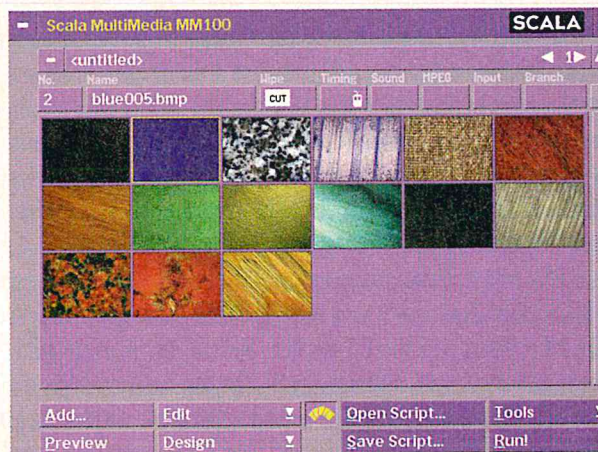 Scala MultiMedia MM100
SCALA
<untitled>
1
No. Name Wipe Timing Sound MPEG Input Branch
2 blue005.bmp CUT
Add... Edit Open Script... Tools
Preview Design Save Script... Run!